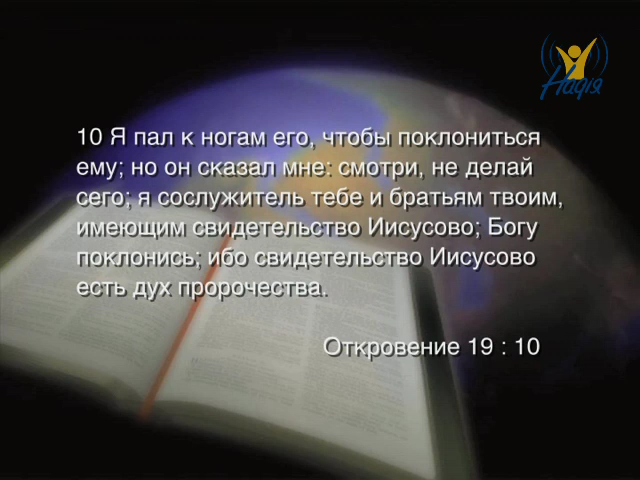 Надія
10 Я пал к ногам его, чтобы поклониться
ему; но он сказал мне: смотри, не делай
сего; я сослужитель тебе и братьям твоим,
имеющим свидетельство Иисусово; Богу
поклонись; ибо свидетельство Иисусово
есть дух пророчества.
Откровение 19 : 10